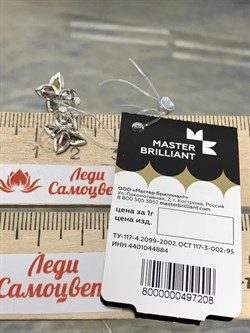 MASTER
BRILLIANT
ООО «Мастер Бриллиант»
Ул. Локомотивная, 2, г. Кострома, Россия
8 800 505 3857 masterbrilliant.com
цена за 1г
цена изд.
ТУ-117-4.2099-2002, ОСТ 117-3-002-95
ИНН 4401044884
8000000497208
1 2
Леди
Самоцвет
Леди
Самоцвет